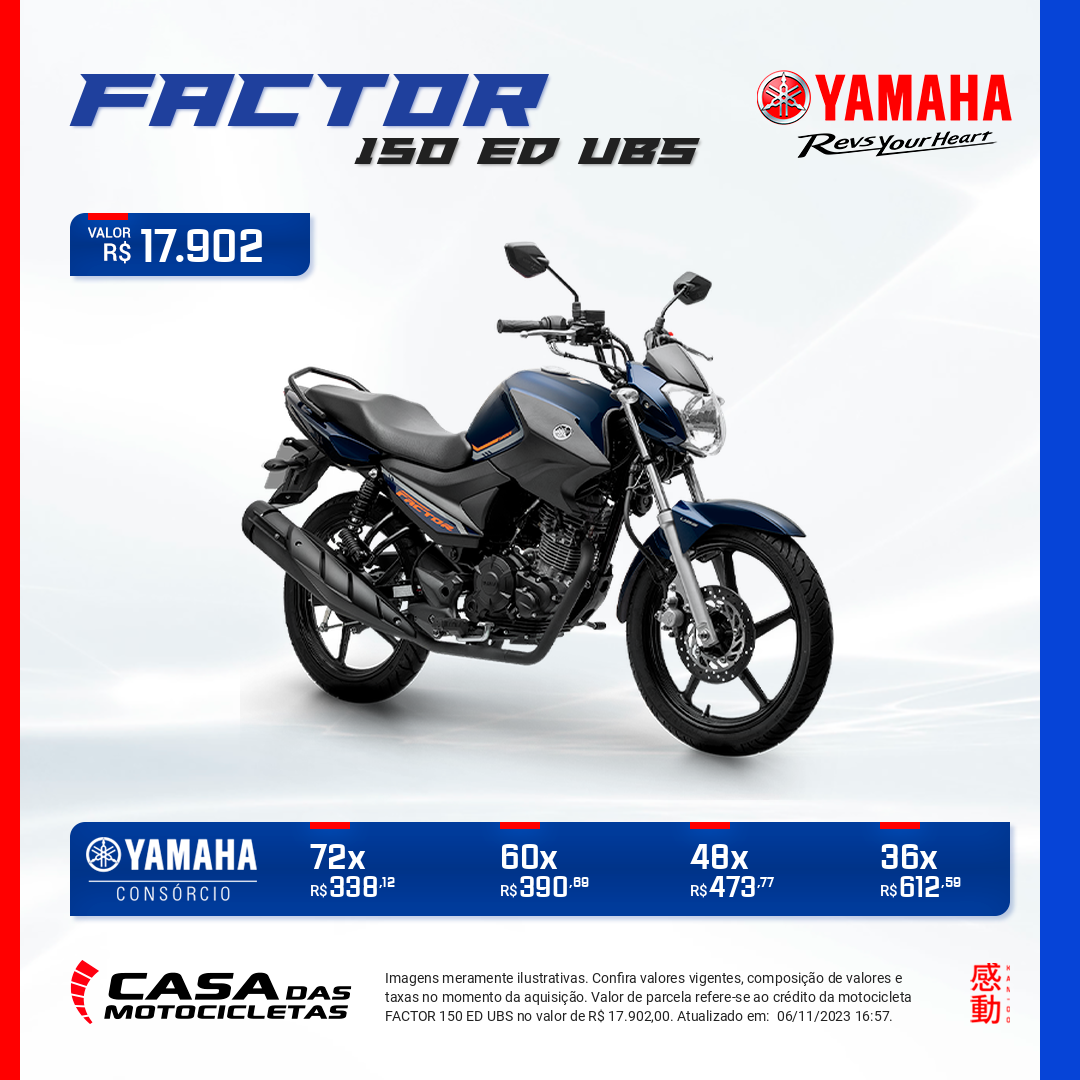 FACTOR
150 ED UBS
YAMAHA
Revs Your Heart
VALOR
R$ 17.902
FACTOR
YAMAHA
CONSÓRCIO
72x
R$ 338,12
60x
R$ 390,69
48x
R$ 473,77
36x
R$ 612,59
CASA DAS
MOTOCICLETAS
Imagens meramente ilustrativas. Confira valores vigentes, composição de valores e
taxas no momento da aquisição. Valor de parcela refere-se ao crédito da motocicleta
FACTOR 150 ED UBS no valor de R$ 17.902,00. Atualizado em: 06/11/2023 16:57.
感動